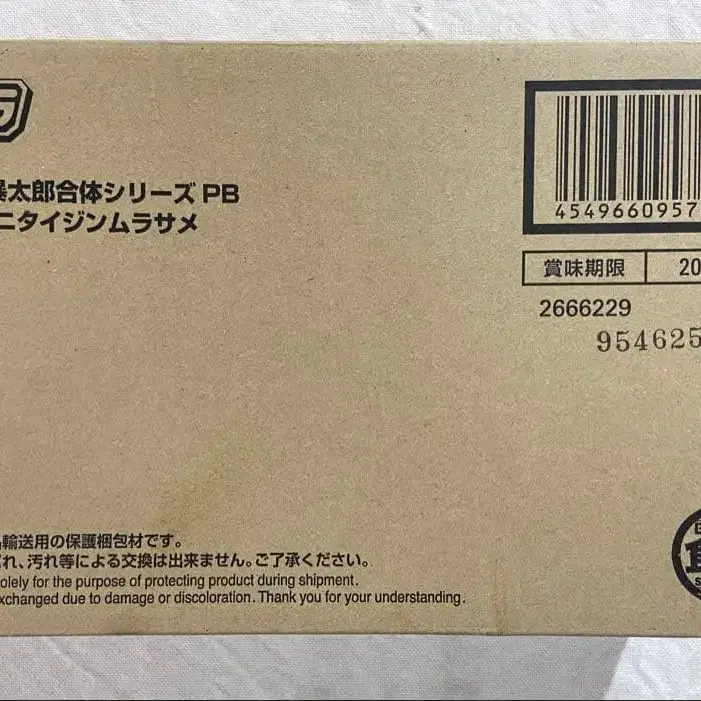 太郎合体シリーズ PB
ニタイジンムラサメ
4549660957
賞味期限 20
2666229
954625
輸送用の保護梱包材です。
れ、汚れ等による交換は出来ません。ご了承ください。
olely for the purpose of protecting product during shipment.
xchanged due to damage or discoloration. Thank you for your understanding.